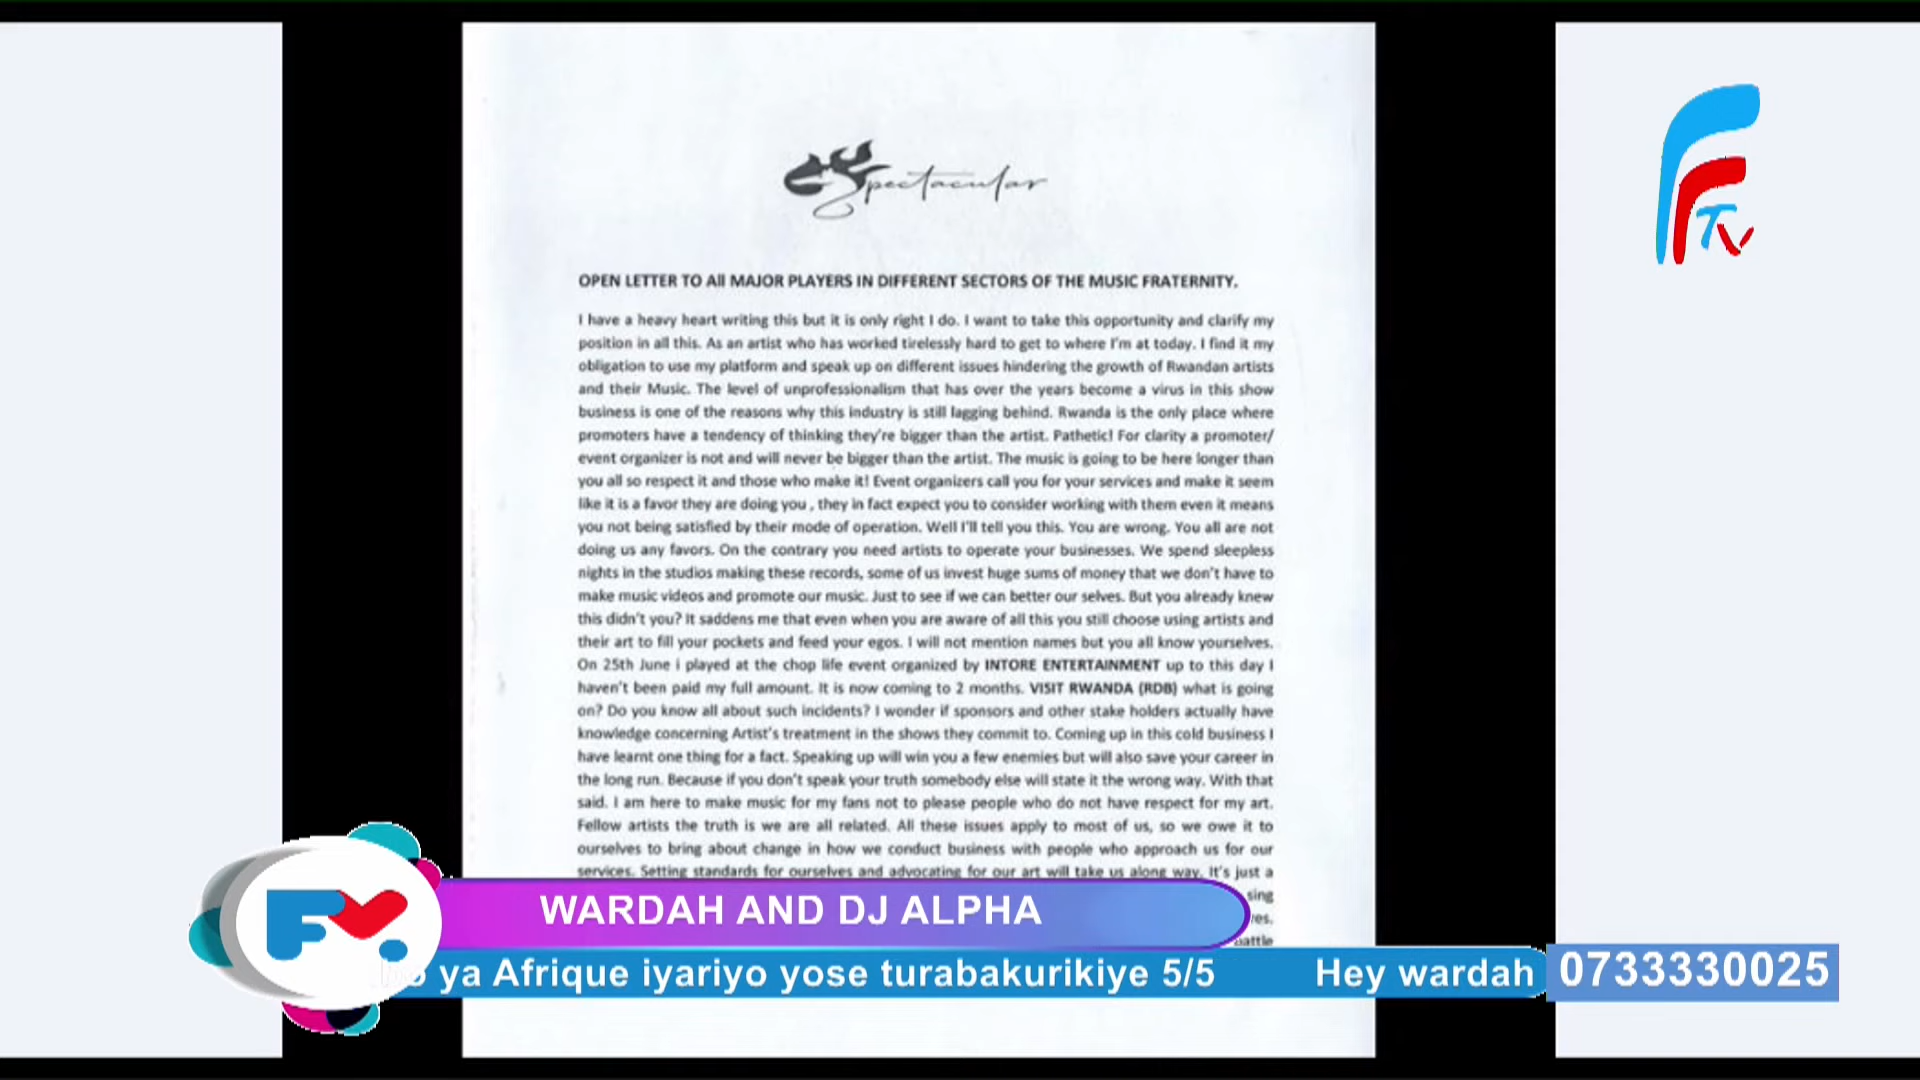 Spectacular
FF TV
OPEN LETTER TO All MAJOR PLAYERS IN DIFFERENT SECTORS OF THE MUSIC FRATERNITY.
I have a heavy heart writing this but it is only right I do. I want to take this opportunity and clarify my
position in all this. As an artist who has worked tirelessly hard to get to where I'm at today. I find it my
obligation to use my platform and speak up on different issues hindering the growth of Rwandan artists
and their Music. The level of unprofessionalism that has over the years become a virus in this show
business is one of the reasons why this industry is still lagging behind. Rwanda is the only place where
promoters have a tendency of thinking they're bigger than the artist. Pathetic! For clarity a promoter/
event organizer is not and will never be bigger than the artist. The music is going to be here longer than
you all so respect it and those who make it! Event organizers call you for your services and make it seem
like it is a favor they are doing you , they in fact expect you to consider working with them even it means
you not being satisfied by their mode of operation. Well I'll tell you this. You are wrong. You all are not
doing us any favors. On the contrary you need artists to operate your businesses. We spend sleepless
nights in the studios making these records, some of us invest huge sums of money that we don't have to
make music videos and promote our music. Just to see if we can better our selves. But you already knew
this didn't you? It saddens me that even when you are aware of all this you still choose using artists and
their art to fill your pockets and feed your egos. I will not mention names but you all know yourselves.
On 25th June i played at the chop life event organized by INTORE ENTERTAINMENT up to this day I
haven't been paid my full amount. It is now coming to 2 months. VISIT RWANDA (RDB) what is going
on? Do you know all about such incidents? I wonder if sponsors and other stake holders actually have
knowledge concerning Artist's treatment in the shows they commit to. Coming up in this cold business I
have learnt one thing for a fact. Speaking up will win you a few enemies but will also save your career in
the long run. Because if you don't speak your truth somebody else will state it the wrong way. With that
said. I am here to make music for my fans not to please people who do not have respect for my art.
Fellow artists the truth is we are all related. All these issues apply to most of us, so we owe it to
ourselves to bring about change in how we conduct business with people who approach us for our
services. Setting standards for ourselves and advocating for our art will take us along way. It's just a
WARDAH AND DJ ALPHA
ya Afrique iyariyo yose turabakurikiye 5/5 Hey wardah 0733330025